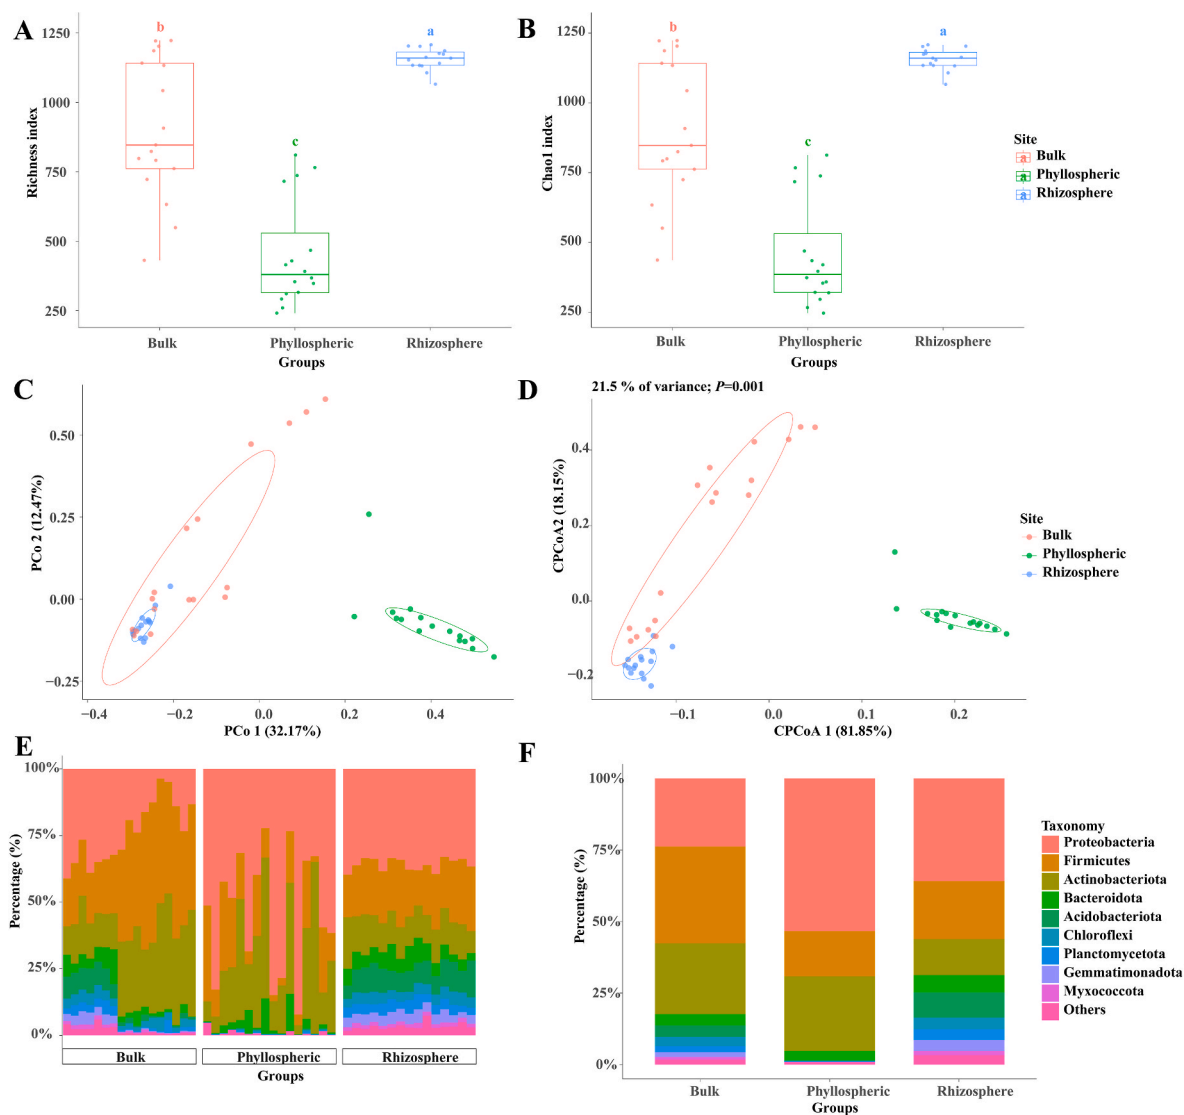 A
Richness index
1250
1000
750
500
250
b
c
a
Bulk
Phyllospheric
Rhizosphere
Groups
B
Chao1 index
1250
1000
750
500
250
b
c
a
Bulk
Phyllospheric
Rhizosphere
Groups
Site
a Bulk
a Phyllospheric
a Rhizosphere
C
PCo 2 (12.47%)
0.50
0.25
0.00
−0.25
−0.4
−0.2
0.0
0.2
0.4
PCo 1 (32.17%)
D
21.5 % of variance; P=0.001
CPCoA2 (18.15%)
0.4
0.2
0.0
−0.2
−0.1
0.0
0.1
0.2
CPCoA 1 (81.85%)
Site
Bulk
Phyllospheric
Rhizosphere
E
Percentage (%)
100%
75%
50%
25%
0%
Bulk
Phyllospheric
Rhizosphere
Groups
F
Percentage (%)
100%
75%
50%
25%
0%
Bulk
Phyllospheric
Rhizosphere
Groups
Taxonomy
Proteobacteria
Firmicutes
Actinobacteriota
Bacteroidota
Acidobacteriota
Chloroflexi
Planctomycetota
Gemmatimonadota
Myxococcota
Others